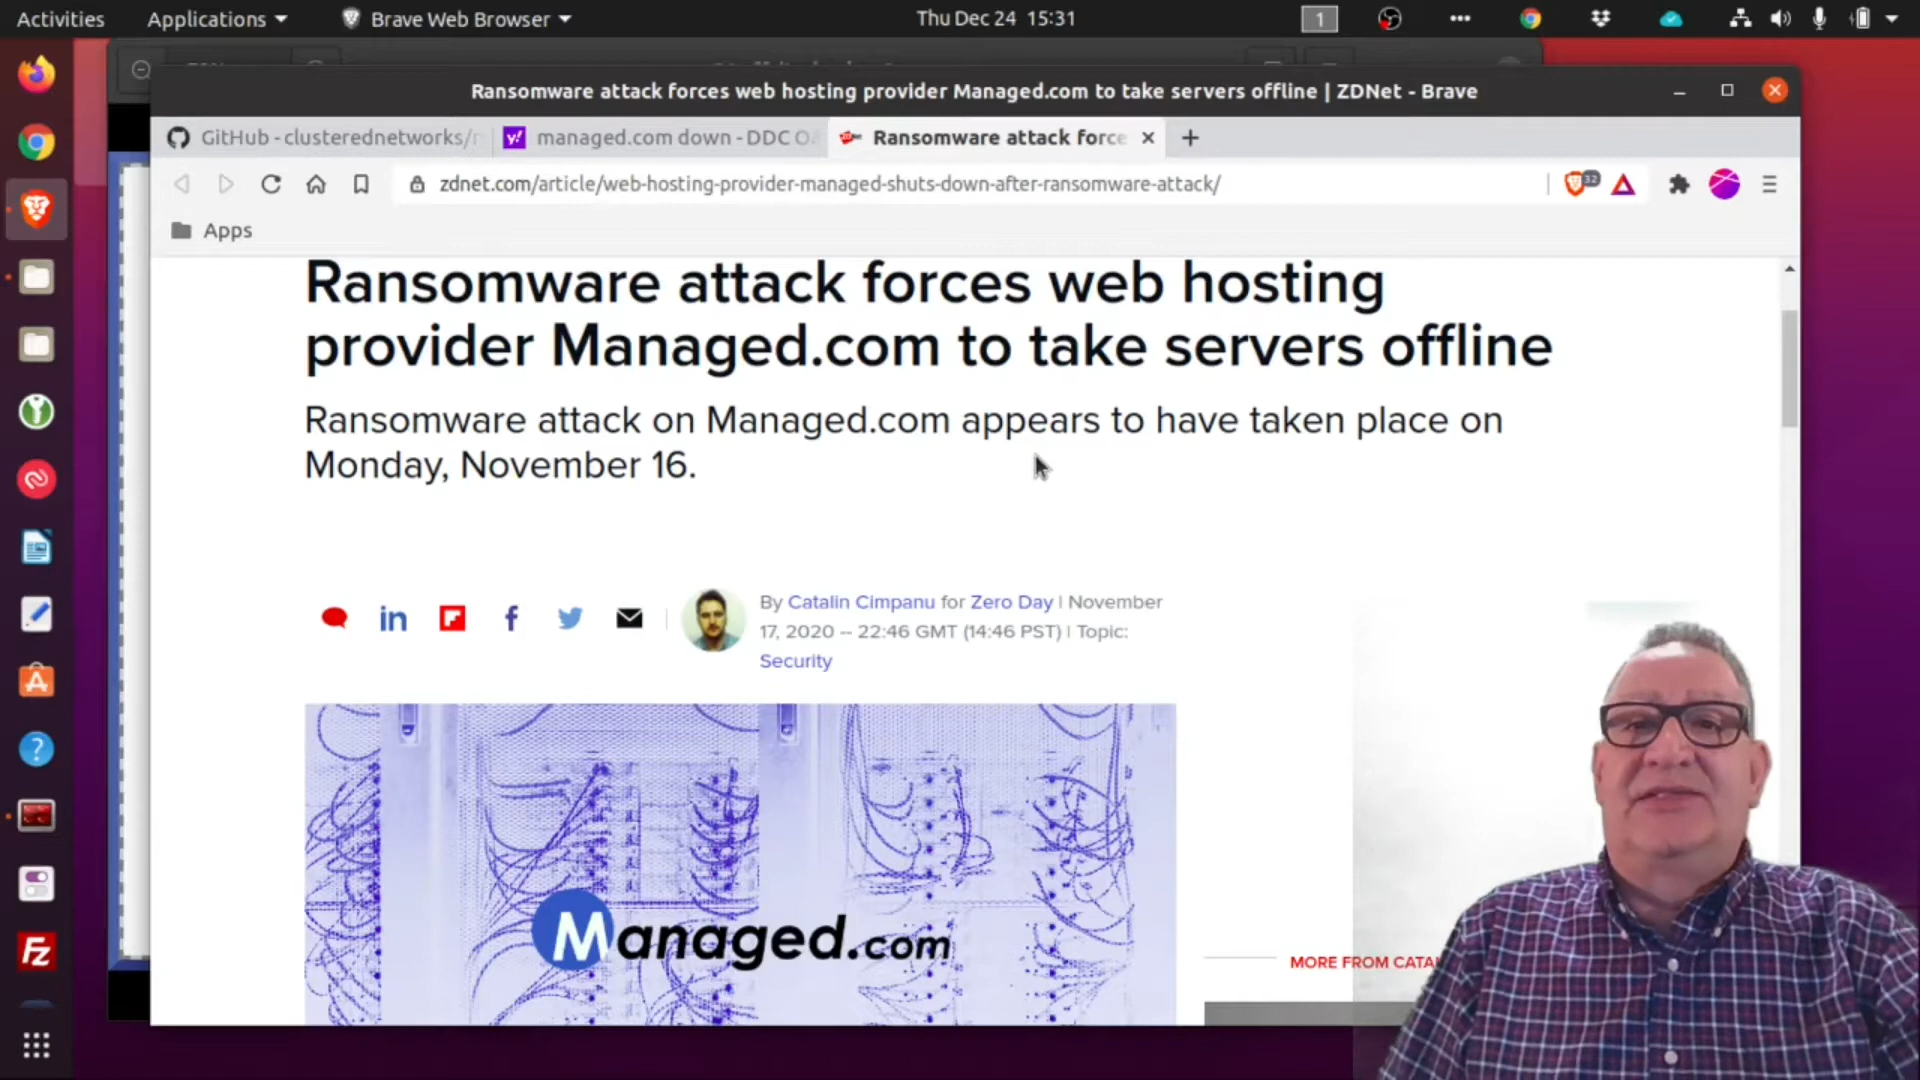 Activities
Applications
Brave Web Browser
Thu Dec 24 15:31
1
Ransomware attack forces web hosting provider Managed.com to take servers offline | ZDNet - Brave
GitHub - clusterednetworks/
managed.com down - DDC
Ransomware attack force
zdnet.com/article/web-hosting-provider-managed-shuts-down-after-ransomware-attack/
32
Apps
Ransomware attack forces web hosting
provider Managed.com to take servers offline
Ransomware attack on Managed.com appears to have taken place on
Monday, November 16.
in
f
By Catalin Cimpanu for Zero Day | November
17, 2020 -- 22:46 GMT (14:46 PST) | Topic:
Security
Managed.com
MORE FROM CATA
Fz